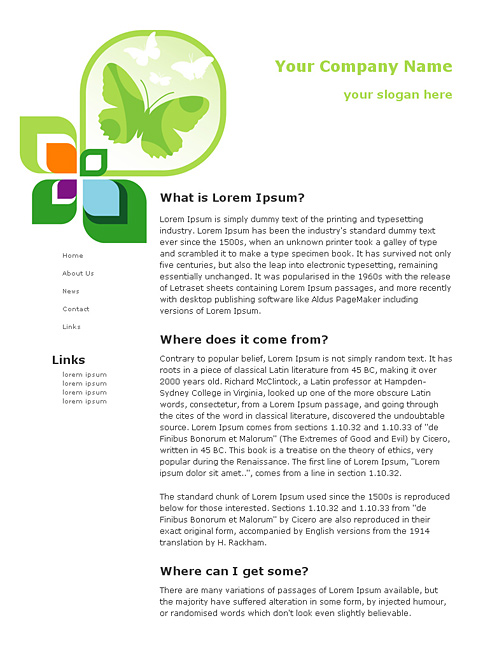 Your Company Name
your slogan here
Home
About Us
News
Contact
Links
Links
lorem ipsum
lorem ipsum
lorem ipsum
lorem ipsum
What is Lorem Ipsum?
Lorem Ipsum is simply dummy text of the printing and typesetting
industry. Lorem Ipsum has been the industry's standard dummy text
ever since the 1500s, when an unknown printer took a galley of type
and scrambled it to make a type specimen book. It has survived not only
five centuries, but also the leap into electronic typesetting, remaining
essentially unchanged. It was popularised in the 1960s with the release
of Letraset sheets containing Lorem Ipsum passages, and more recently
with desktop publishing software like Aldus PageMaker including
versions of Lorem Ipsum.
Where does it come from?
Contrary to popular belief, Lorem Ipsum is not simply random text. It has
roots in a piece of classical Latin literature from 45 BC, making it over
2000 years old. Richard McClintock, a Latin professor at Hampden-
Sydney College in Virginia, looked up one of the more obscure Latin
words, consectetur, from a Lorem Ipsum passage, and going through
the cites of the word in classical literature, discovered the undoubtable
source. Lorem Ipsum comes from sections 1.10.32 and 1.10.33 of "de
Finibus Bonorum et Malorum" (The Extremes of Good and Evil) by Cicero,
written in 45 BC. This book is a treatise on the theory of ethics, very
popular during the Renaissance. The first line of Lorem Ipsum, "Lorem
ipsum dolor sit amet..", comes from a line in section 1.10.32.
The standard chunk of Lorem Ipsum used since the 1500s is reproduced
below for those interested. Sections 1.10.32 and 1.10.33 from "de
Finibus Bonorum et Malorum" by Cicero are also reproduced in their
exact original form, accompanied by English versions from the 1914
translation by H. Rackham.
Where can I get some?
There are many variations of passages of Lorem Ipsum available, but
the majority have suffered alteration in some form, by injected humour,
or randomised words which don't look even slightly believable.